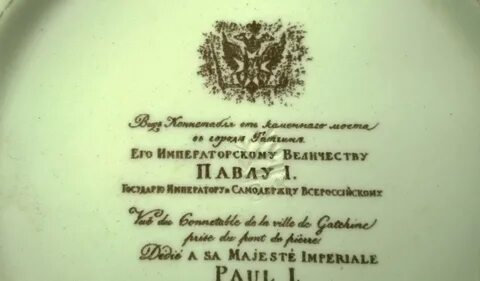 Видъ Коннетабля отъ каменнаго моста
въ городѣ Гатчинѣ
Его Императорскому Величеству
Павлу I.
Государю Императору и Самодержцу Всероссійскому
Vuë du Connetable de la ville de Gatchine
prise du pont de pierre:
Dédié a sa Majesté Imperiale
Paul I.